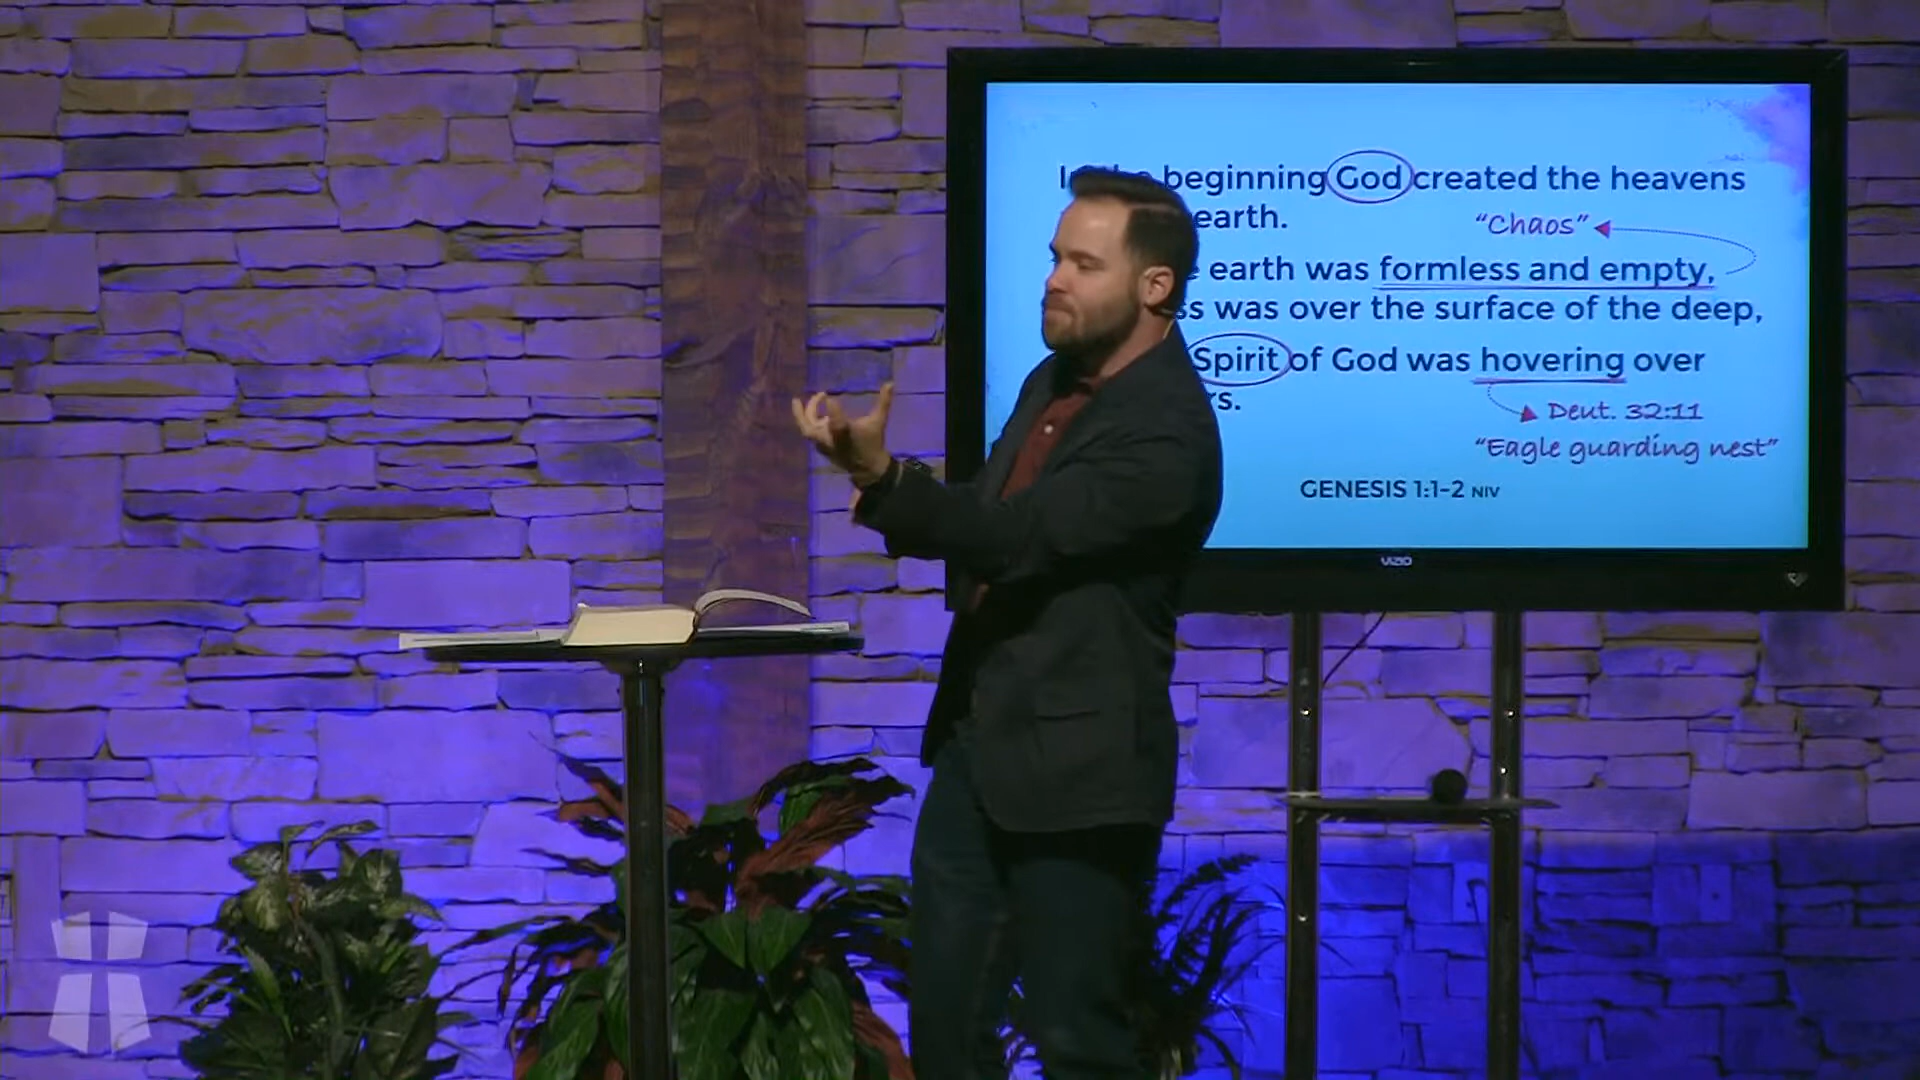 beginning God created the heavens
earth.
"Chaos"
earth was formless and empty,
was over the surface of the deep,
Spirit of God was hovering over
Deut. 32:11
"Eagle guarding nest"
GENESIS 1:1-2 NIV
VIZIO